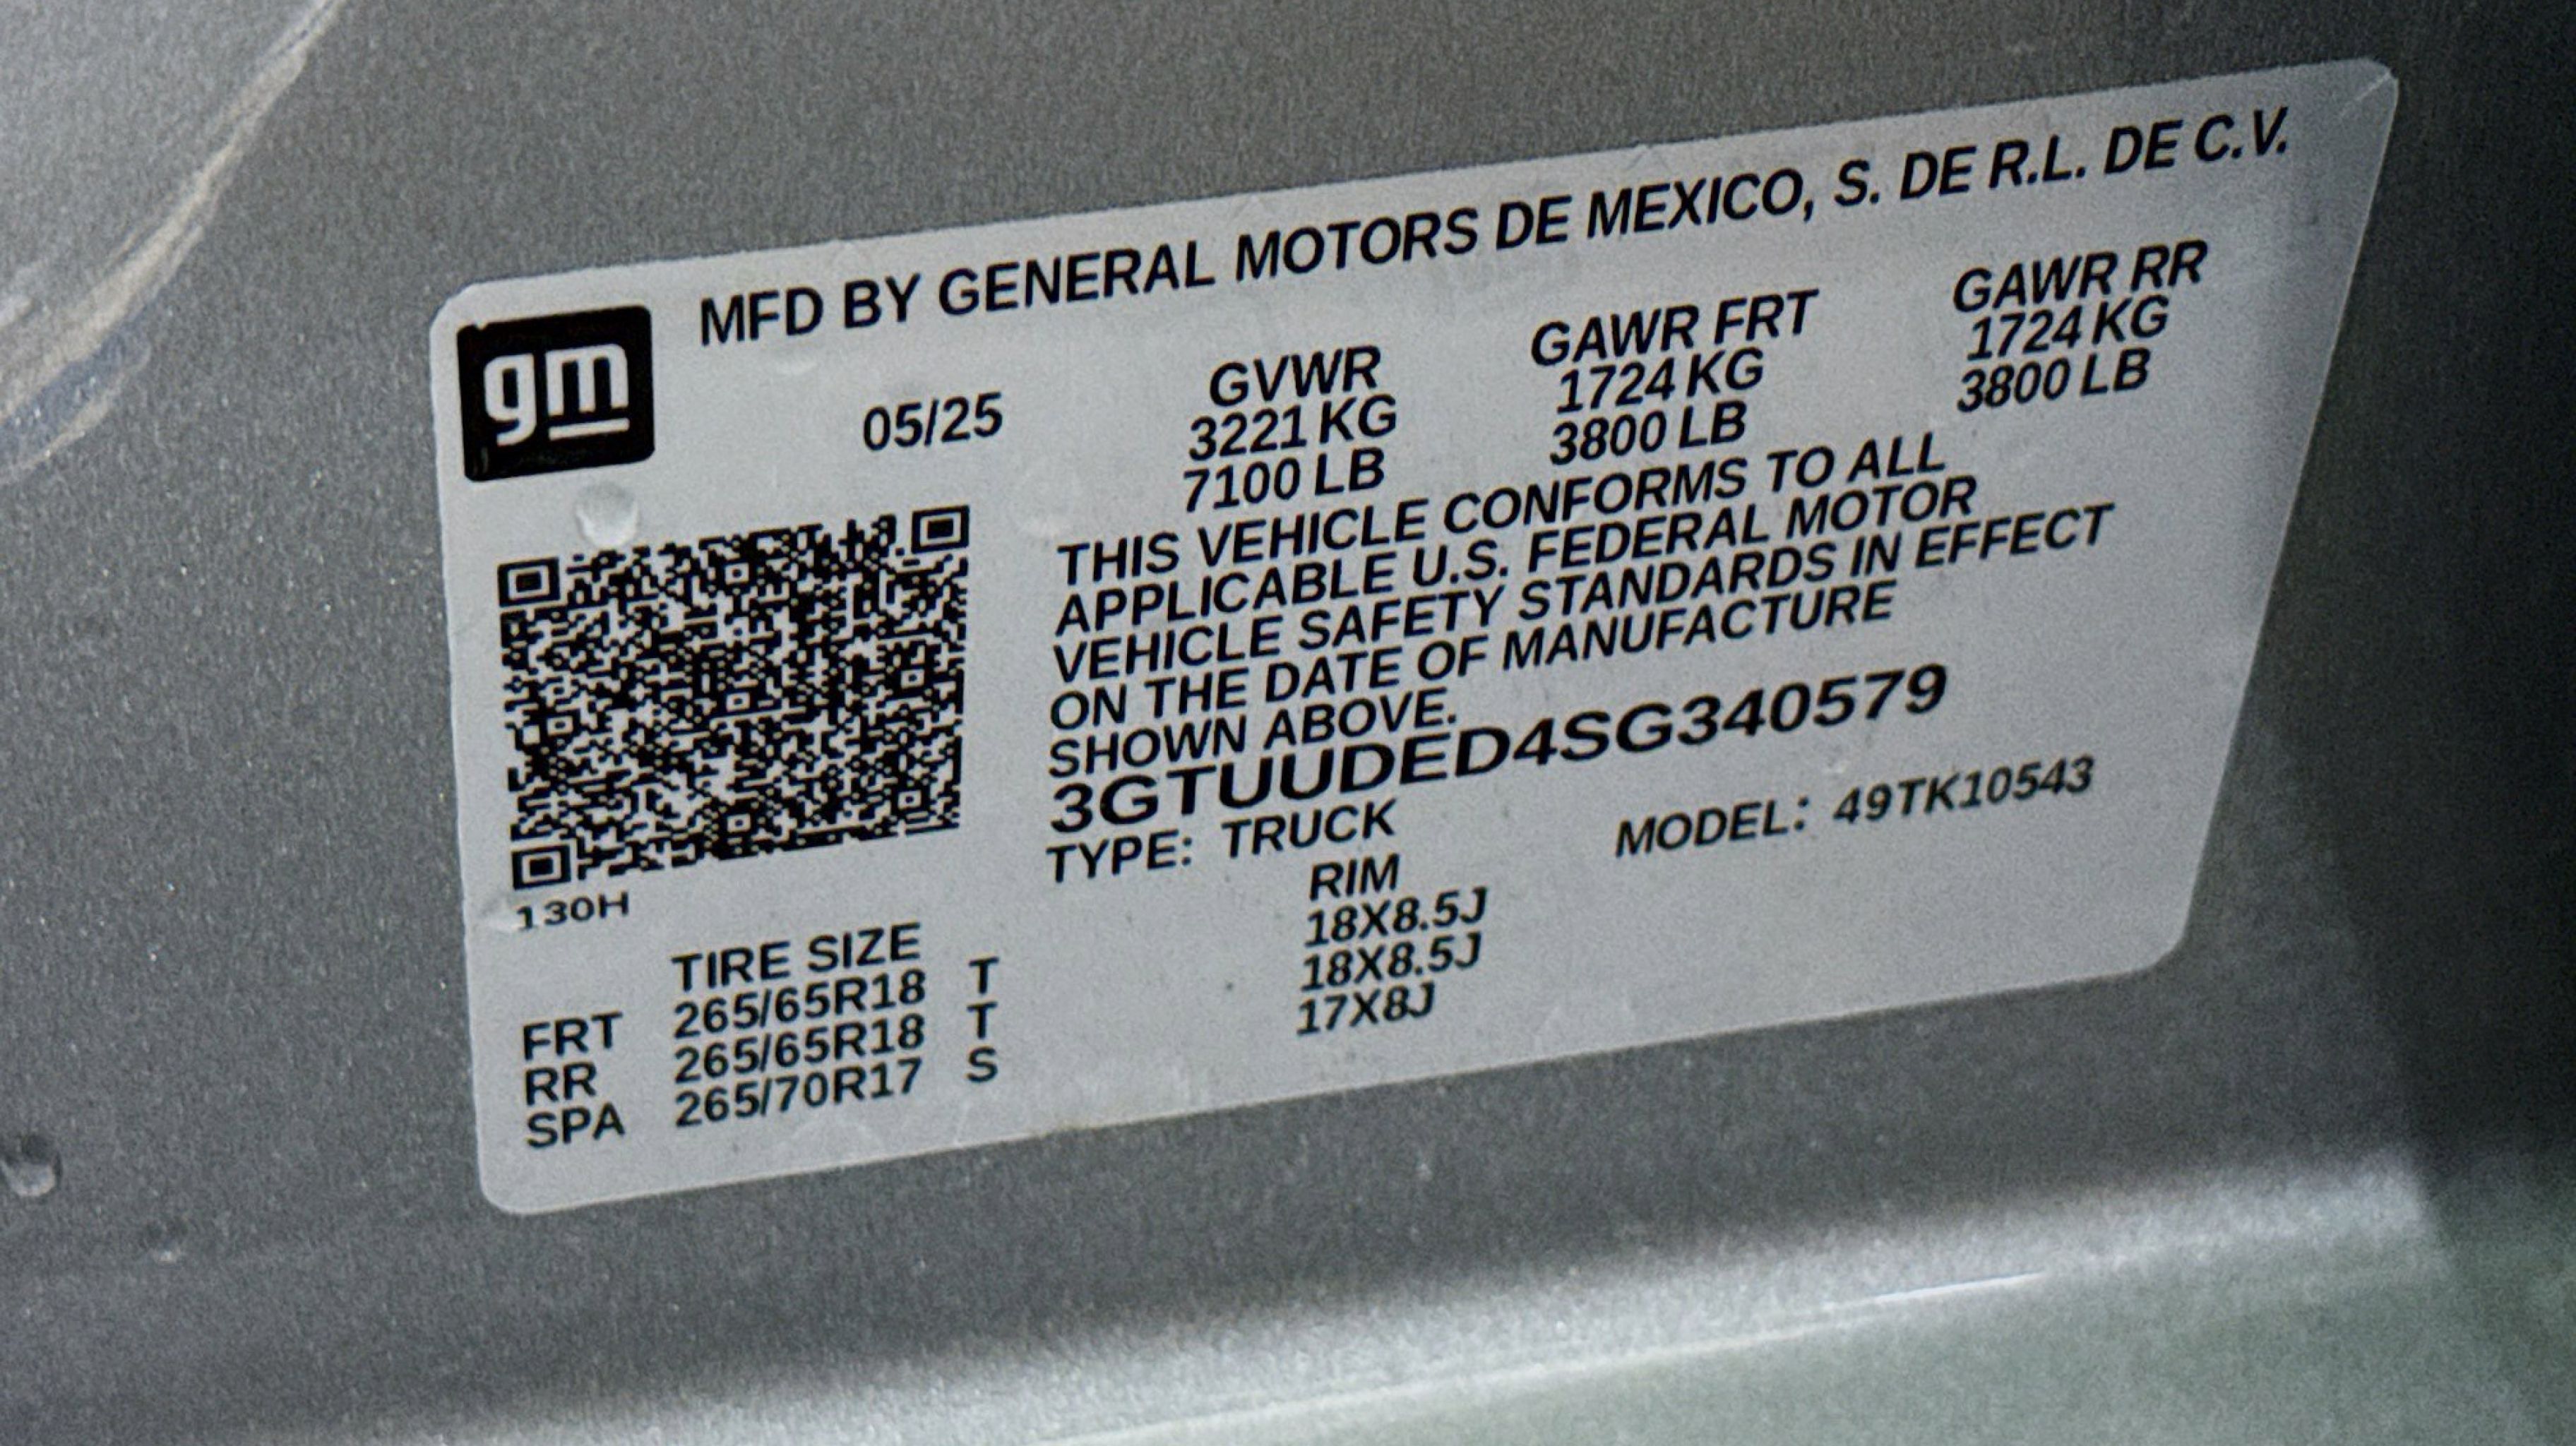 MFD BY GENERAL MOTORS DE MEXICO, S. DE R.L. DE C.V.
gm
05/25
GVWR
3221 KG
7100 LB
GAWR FRT
1724 KG
3800 LB
GAWR RR
1724 KG
3800 LB
THIS VEHICLE CONFORMS TO ALL
APPLICABLE U.S. FEDERAL MOTOR
VEHICLE SAFETY STANDARDS IN EFFECT
ON THE DATE OF MANUFACTURE
SHOWN ABOVE.
3GTUUDED4SG340579
TYPE: TRUCK
MODEL: 49TK10543
130H
TIRE SIZE RIM
FRT 265/65R18 T 18X8.5J
RR 265/65R18 T 18X8.5J
SPA 265/70R17 S 17X8J